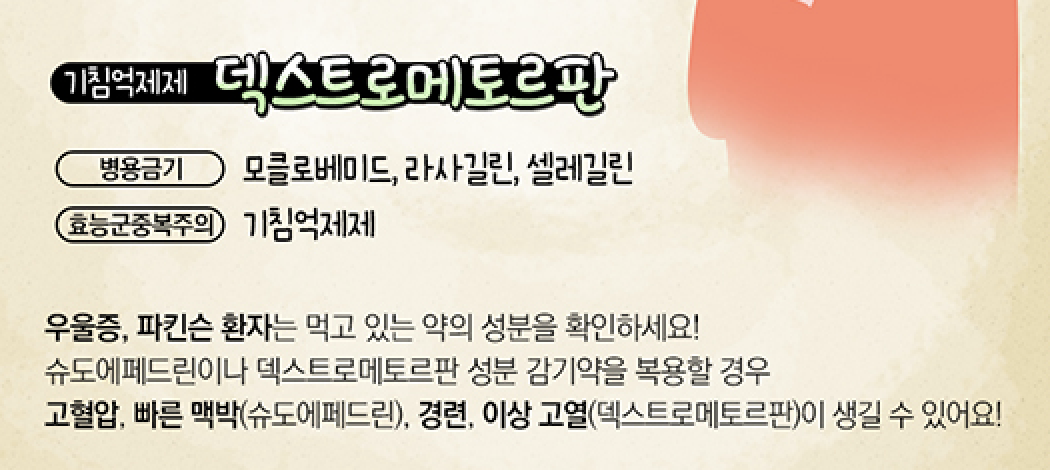 기침억제제 덱스트로메토르판
병용금기 모클로베미드, 라사길린, 셀레길린
효능군중복주의 기침억제제
우울증, 파킨슨 환자는 먹고 있는 약의 성분을 확인하세요!
슈도에페드린이나 덱스트로메토르판 성분 감기약을 복용할 경우
고혈압, 빠른 맥박(슈도에페드린), 경련, 이상 고열(덱스트로메토르판)이 생길 수 있어요!